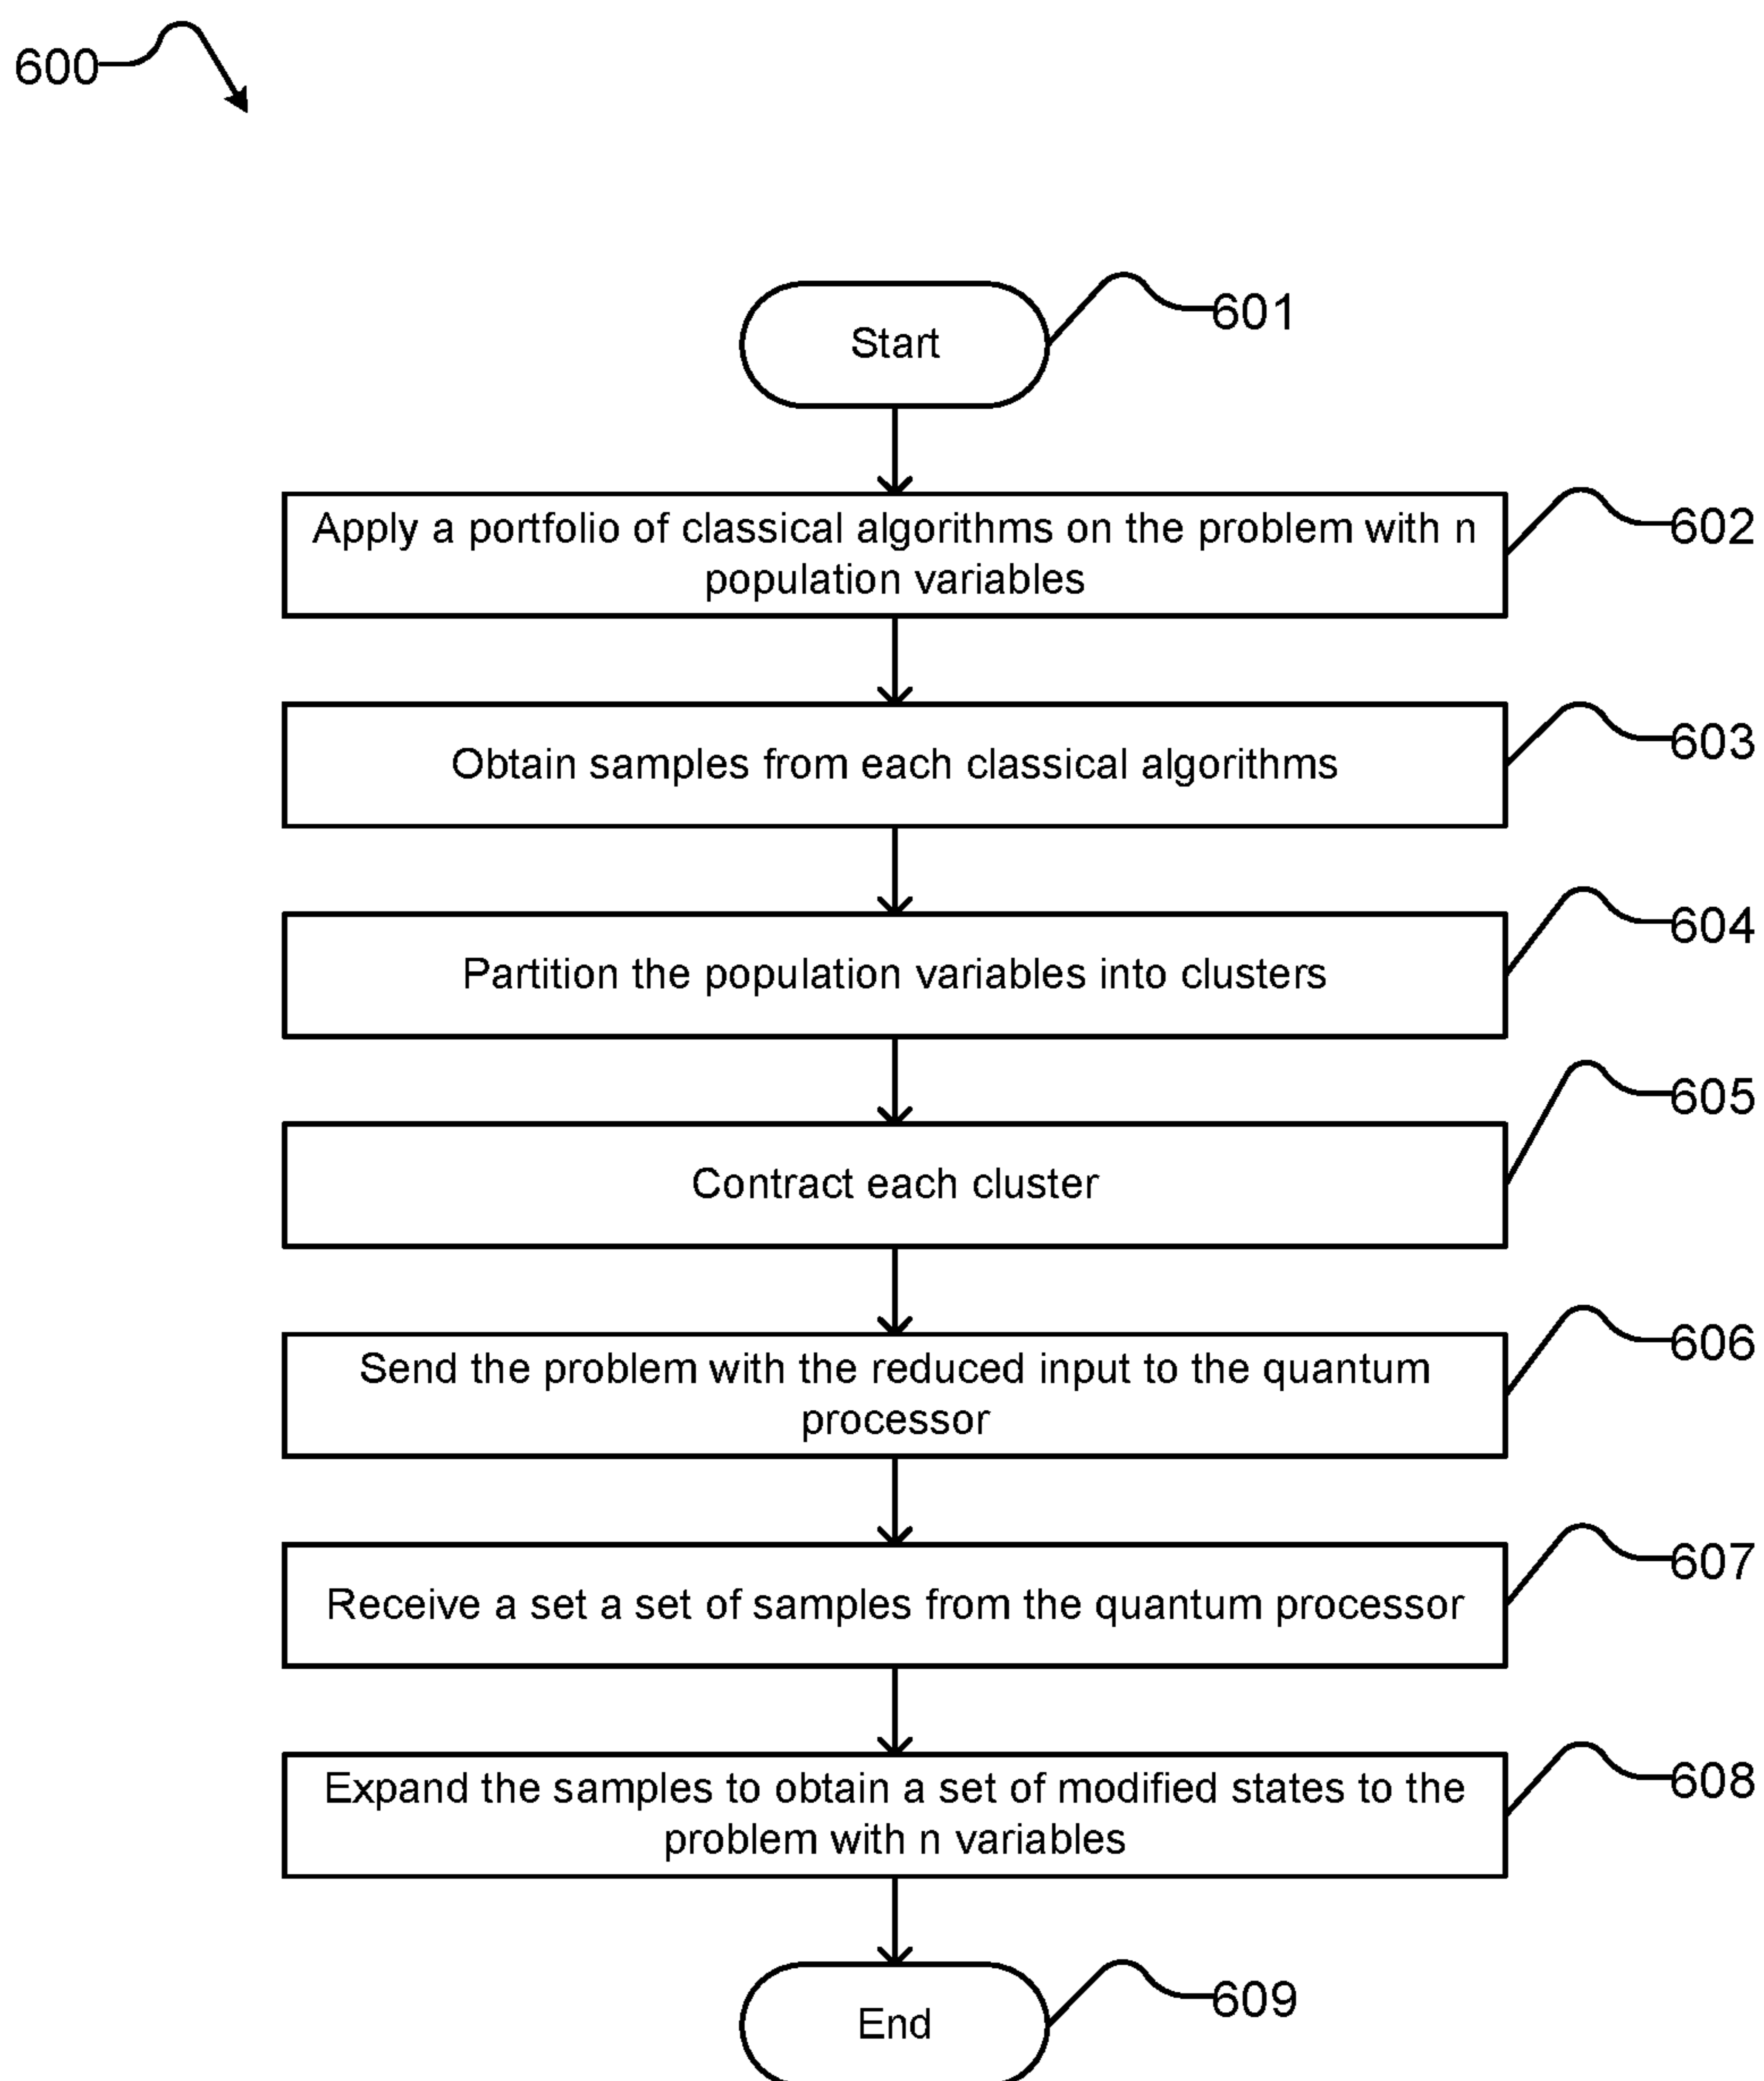 600
Start
601
Apply a portfolio of classical algorithms on the problem with n
population variables
602
Obtain samples from each classical algorithms
603
Partition the population variables into clusters
604
Contract each cluster
605
Send the problem with the reduced input to the quantum
processor
606
Receive a set a set of samples from the quantum processor
607
Expand the samples to obtain a set of modified states to the
problem with n variables
608
End
609